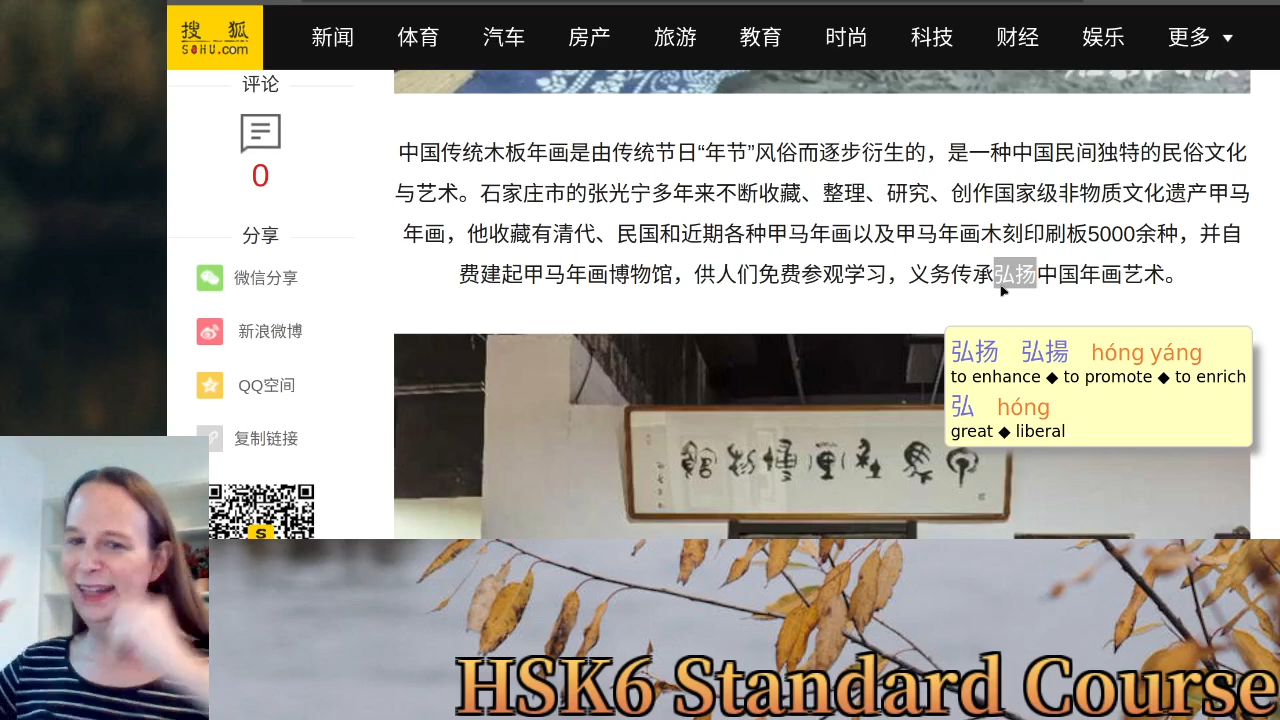 搜狐
SOHU.com
新闻 体育 汽车 房产 旅游 教育 时尚 科技 财经 娱乐 更多
评论
0
分享
微信分享
新浪微博
QQ空间
复制链接
S
中国传统木板年画是由传统节日“年节”风俗而逐步衍生的，是一种中国民间独特的民俗文化
与艺术。石家庄市的张光宁多年来不断收藏、整理、研究、创作国家级非物质文化遗产甲马
年画，他收藏有清代、民国和近期各种甲马年画以及甲马年画木刻印刷板5000余种，并自
费建起甲马年画博物馆，供人们免费参观学习，义务传承弘扬中国年画艺术。
弘扬 弘揚 hóng yáng
to enhance ◆ to promote ◆ to enrich
弘 hóng
great ◆ liberal
HSK6 Standard Course